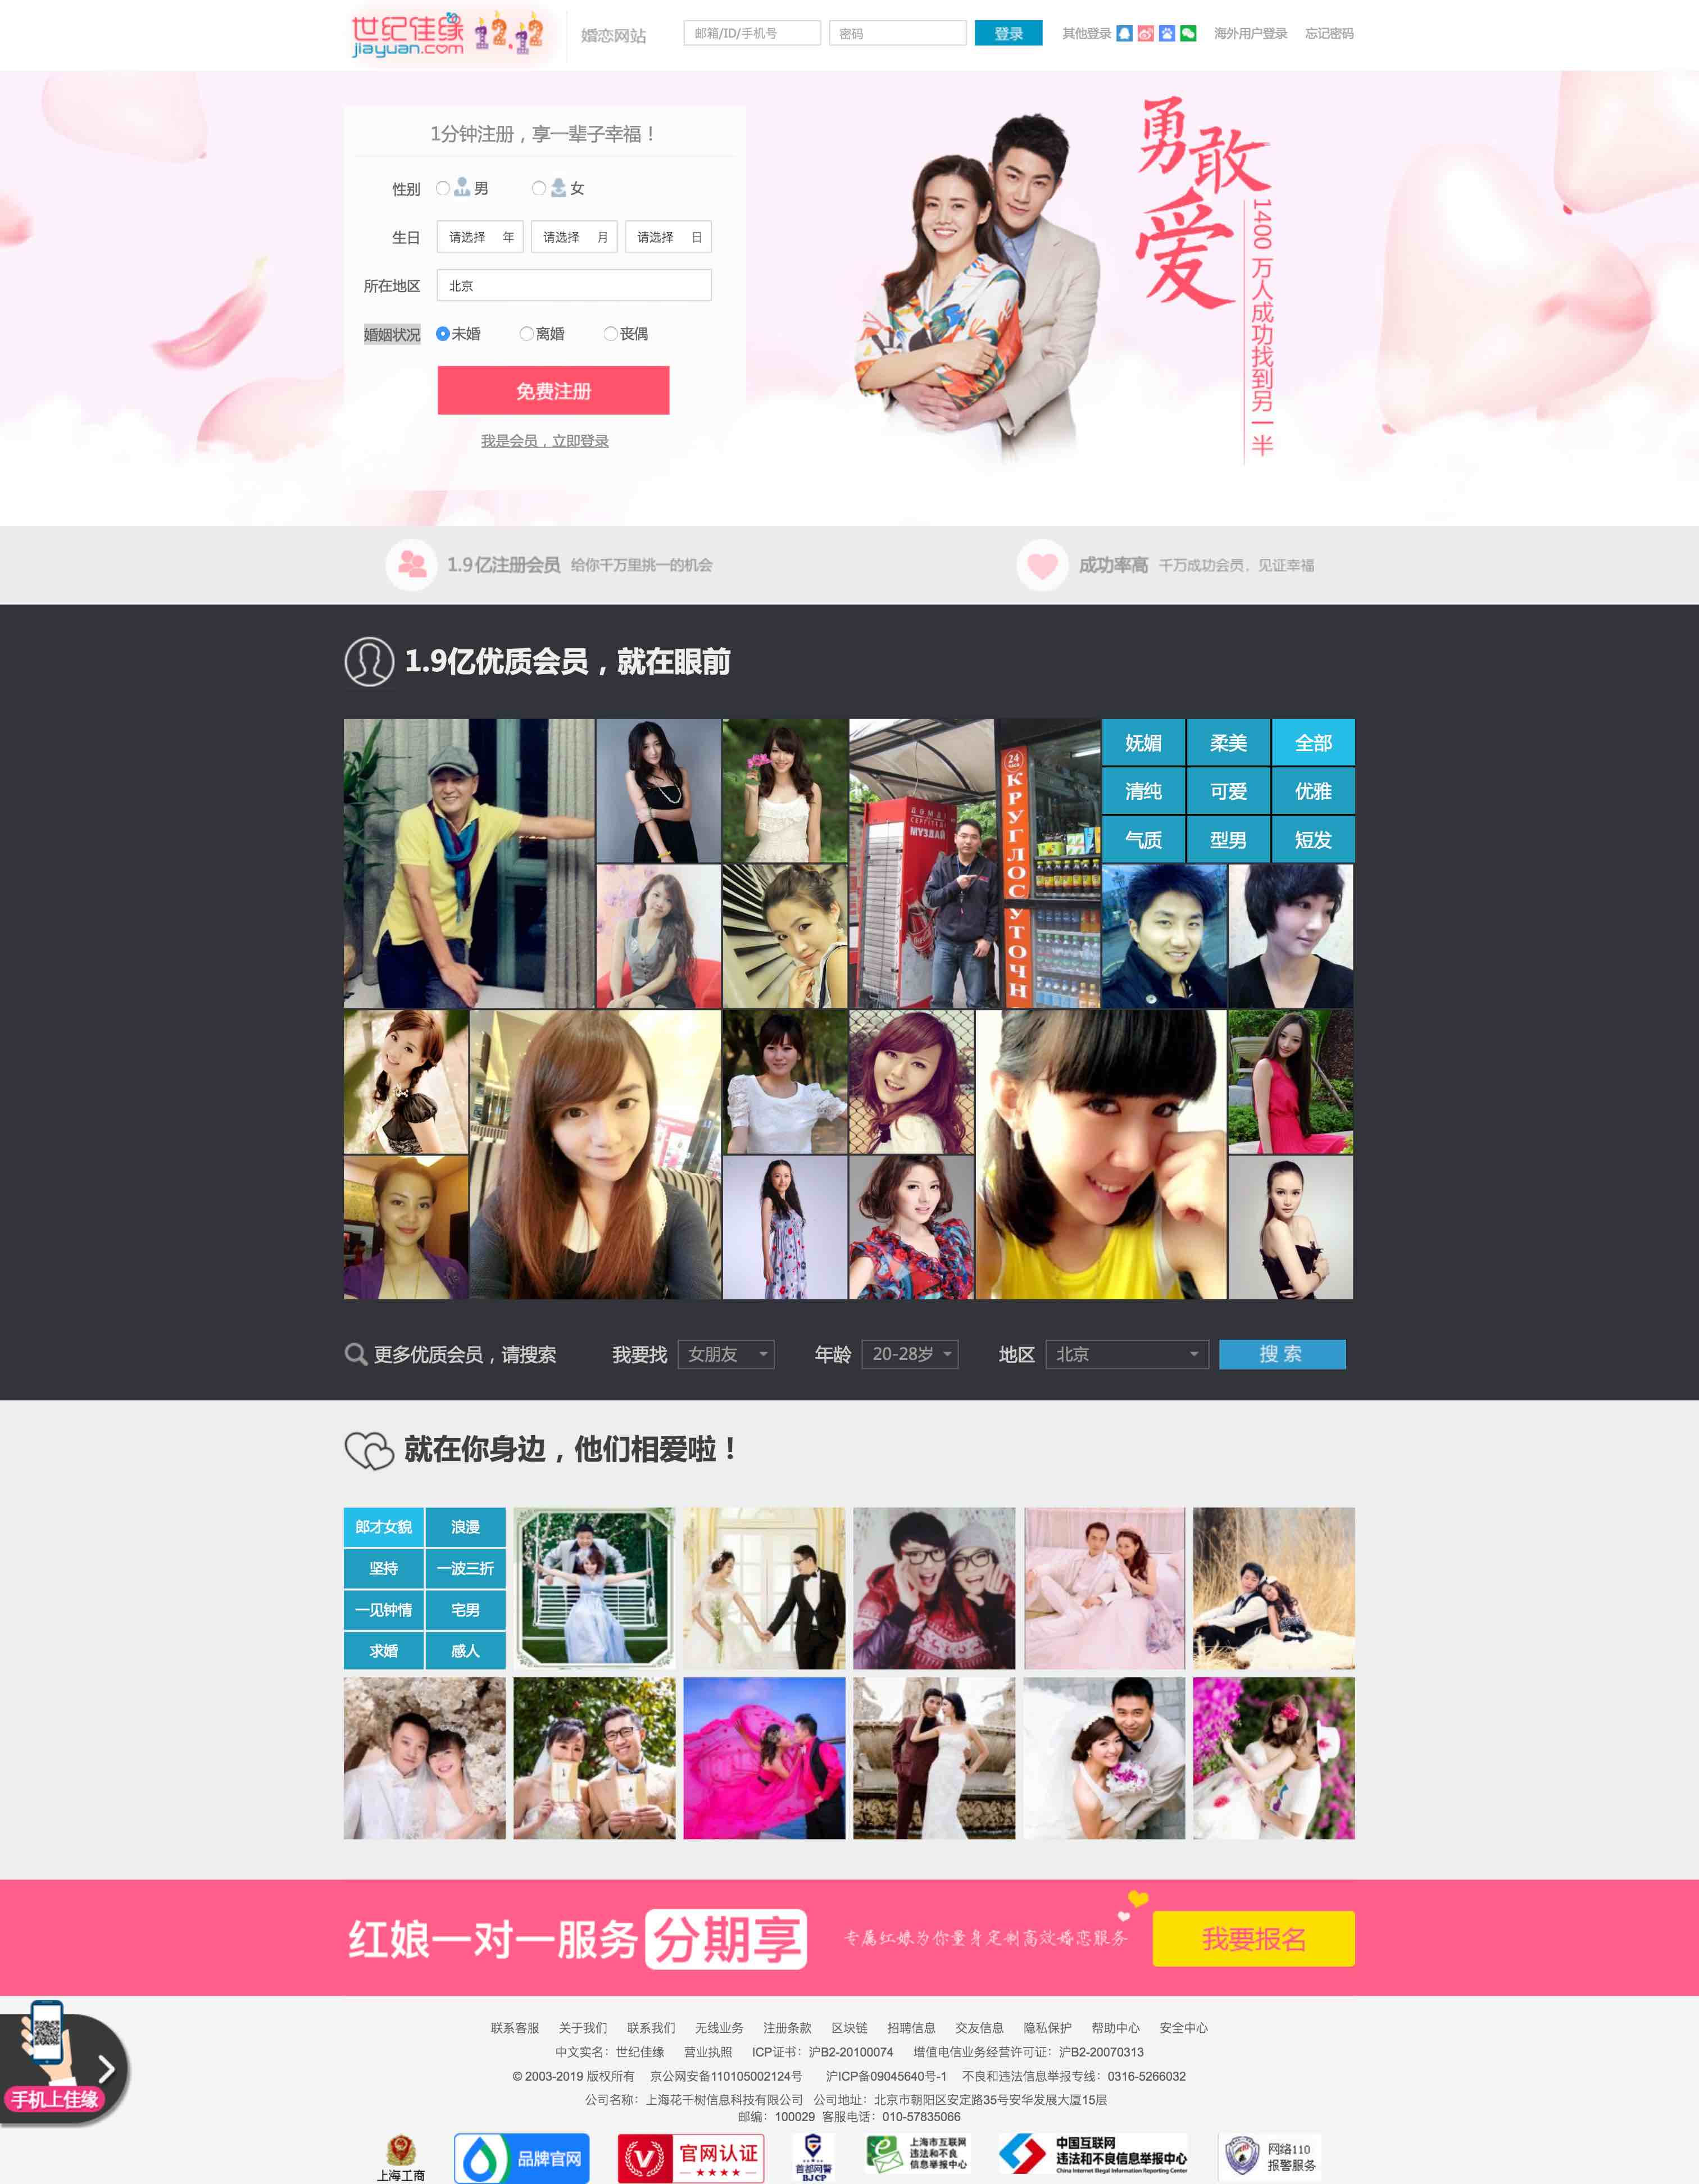 世纪佳缘
jiayuan.com
12.12
婚恋网站
邮箱/ID/手机号
密码
登录
其他登录
海外用户登录
忘记密码
1分钟注册，享一辈子幸福！
性别 男 女
生日 请选择 年 请选择 月 请选择 日
所在地区 北京
婚姻状况 未婚 离婚 丧偶
免费注册
我是会员，立即登录
勇敢
爱
1400万人成功找到另一半
1.9亿注册会员 给你千万里挑一的机会
成功率高 千万成功会员，见证幸福
1.9亿优质会员，就在眼前
妩媚 柔美 全部
清纯 可爱 优雅
气质 型男 短发
24
КРУГЛОСУТОЧН
МУЗДАЙ
更多优质会员，请搜索 我要找 女朋友 年龄 20-28岁 地区 北京 搜索
就在你身边，他们相爱啦！
郎才女貌 浪漫
坚持 一波三折
一见钟情 宅男
求婚 感人
红娘一对一服务 分期享 专属红娘为你量身定制高效婚恋服务 我要报名
手机上佳缘
联系客服 关于我们 联系我们 无线业务 注册条款 区块链 招聘信息 交友信息 隐私保护 帮助中心 安全中心
中文实名：世纪佳缘 营业执照 ICP证书：沪B2-20100074 增值电信业务经营许可证：沪B2-20070313
© 2003-2019 版权所有 京公网安备110105002124号 沪ICP备09045640号-1 不良和违法信息举报专线：0316-5266032
公司名称：上海花千树信息科技有限公司 公司地址：北京市朝阳区安定路35号安华发展大厦15层
邮编：100029 客服电话：010-57835066
上海工商
品牌官网
官网认证
首都网警
BJCP
上海市互联网
违法和不良
信息举报中心
中国互联网
违法和不良信息举报中心
China Internet Illegal Information Reporting Center
网络110
报警服务